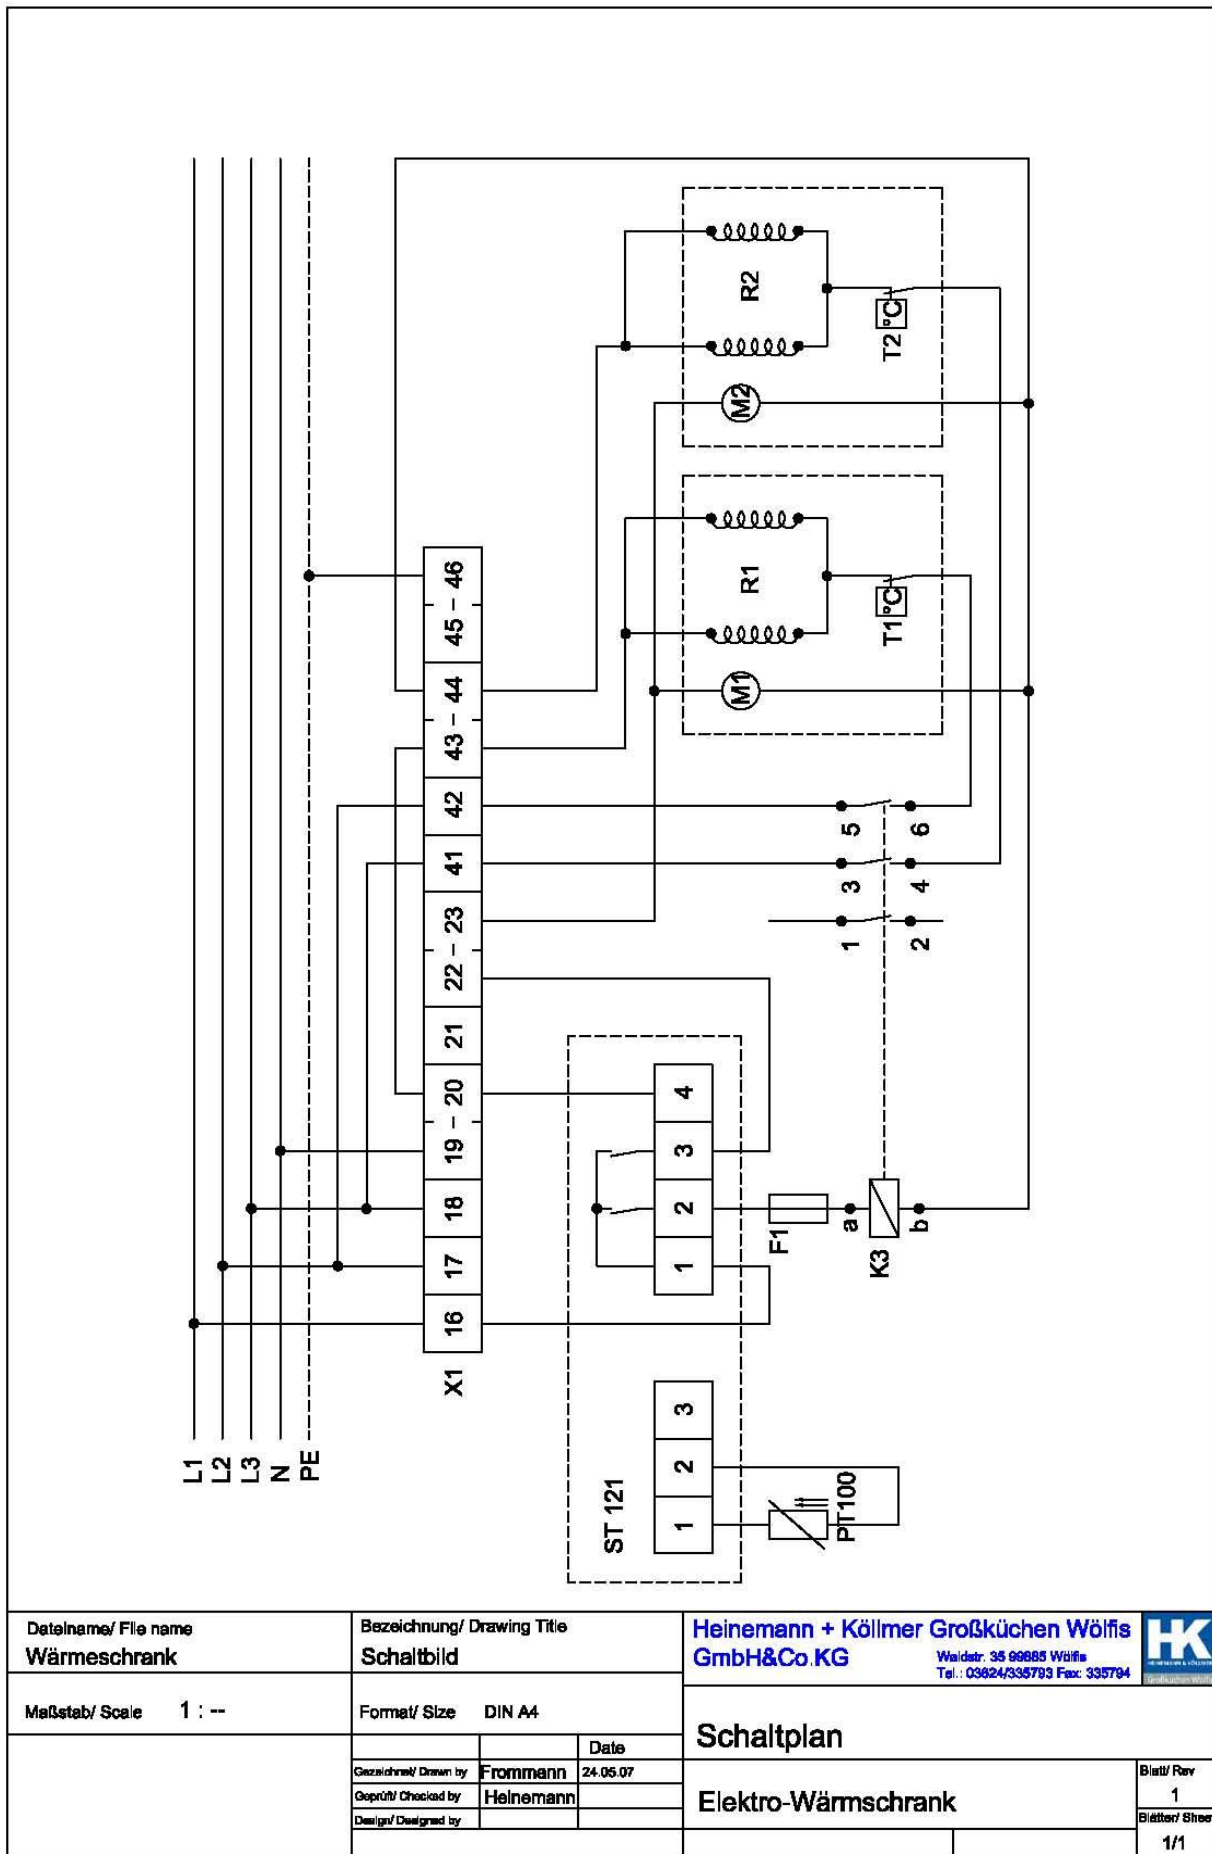 L1
L2
L3
N
PE
X1
16
17
18
19 - 20
21
22 - 23
41
42
43 - 44
45 - 46
ST 121
1
2
3
1
2
3
4
PT100
F1
K3
a
b
1
2
3
4
5
6
M1
R1
T1
°C
M2
R2
T2
°C
Dateiname/ File name
Wärmeschrank
Bezeichnung/ Drawing Title
Schaltbild
Heinemann + Köllmer Großküchen Wölfis
GmbH&Co.KG
Waldstr. 35 99885 Wölfis
Tel.: 03624/335793 Fax: 335794
HK
Maßstab/ Scale 1 : --
Format/ Size DIN A4
Schaltplan
Date
Gezeichnet/ Drawn by Frommann 24.05.07
Geprüft/ Checked by Heinemann
Design/ Designed by
Elektro-Wärmschrank
Blatt/ Rev
1
Blätter/ Sheet
1/1